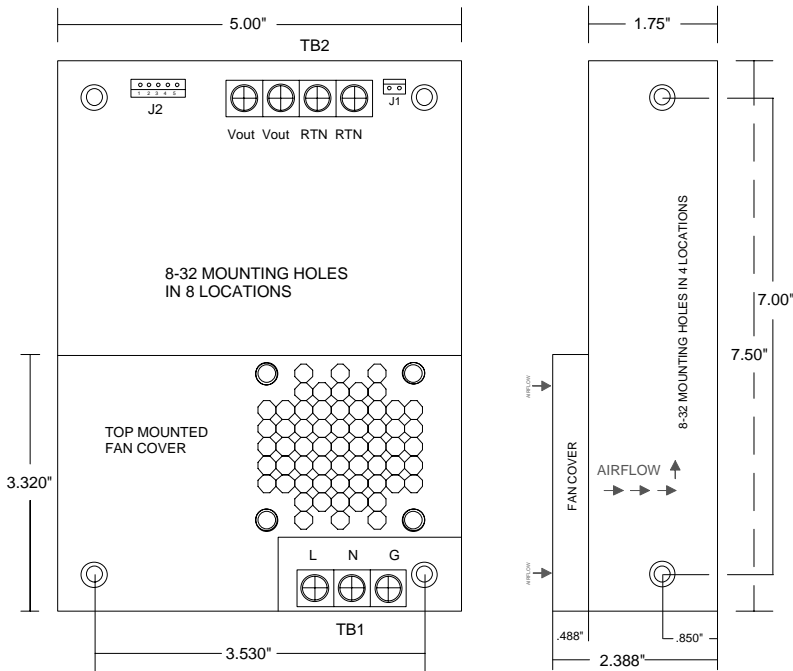 5.00"
TB2
1 2 3 4 5
J2
J1
Vout Vout RTN RTN
8-32 MOUNTING HOLES
IN 8 LOCATIONS
TOP MOUNTED
FAN COVER
3.320"
L N G
TB1
3.530"
1.75"
8-32 MOUNTING HOLES IN 4 LOCATIONS
7.00"
7.50"
AIRFLOW
FAN COVER
AIRFLOW
AIRFLOW
.488"
.850"
2.388"